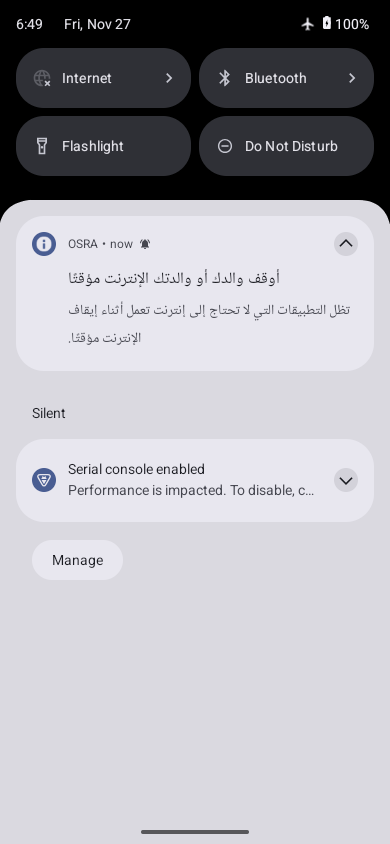 6:49 Fri, Nov 27 100%
Internet
Bluetooth
Flashlight
Do Not Disturb
OSRA • now
أوقف والدك أو والدتك الإنترنت مؤقتًا
تظل التطبيقات التي لا تحتاج إلى إنترنت تعمل أثناء إيقاف
الإنترنت مؤقتًا.
Silent
Serial console enabled
Performance is impacted. To disable, c…
Manage